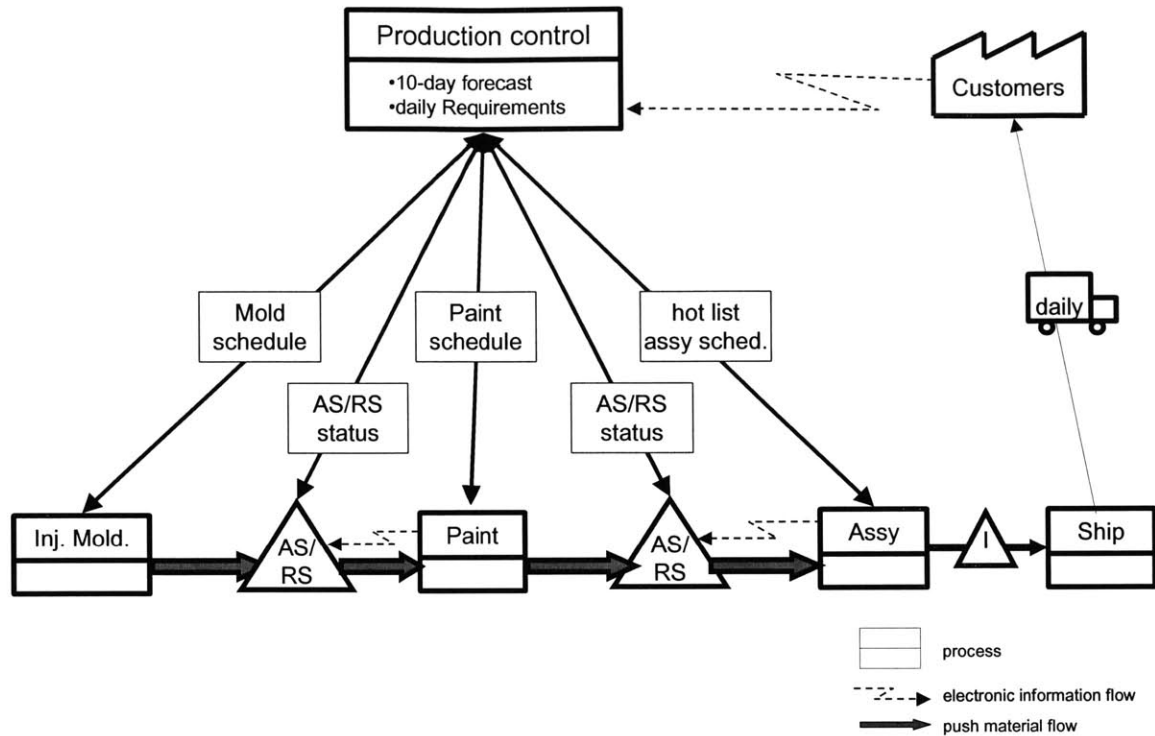 Production control
•10-day forecast
•daily Requirements
Customers
Mold
schedule
Paint
schedule
hot list
assy sched.
daily
AS/RS
status
AS/RS
status
Inj. Mold.
AS/
RS
Paint
AS/
RS
Assy
I
Ship
process
electronic information flow
push material flow